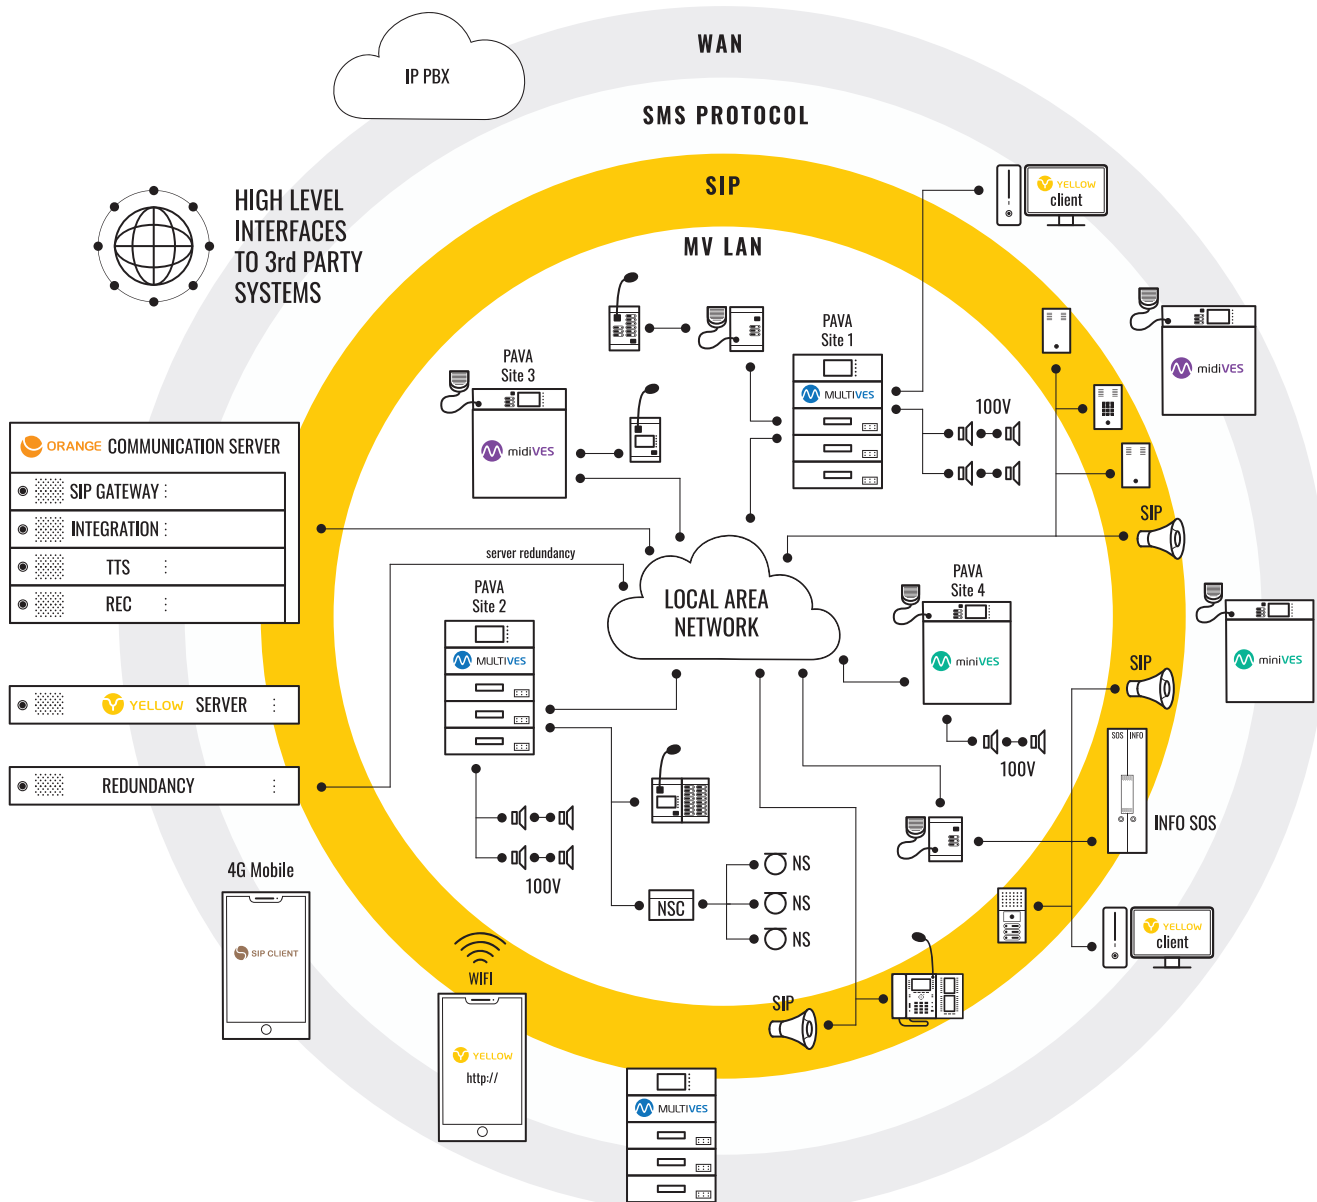 WAN
IP PBX
SMS PROTOCOL
SIP
YELLOW
client
HIGH LEVEL
INTERFACES
TO 3rd PARTY
SYSTEMS
MV LAN
PAVA
Site 1
MULTIVES
100V
midiVES
PAVA
Site 3
midiVES
ORANGE COMMUNICATION SERVER
SIP GATEWAY
INTEGRATION
TTS
REC
SIP
server redundancy
LOCAL AREA
NETWORK
PAVA
Site 2
MULTIVES
PAVA
Site 4
miniVES
miniVES
SIP
YELLOW SERVER
REDUNDANCY
100V
SOS INFO
INFO SOS
100V
NSC
NS
NS
NS
4G Mobile
SIP CLIENT
WIFI
YELLOW
http://
YELLOW
client
SIP
MULTIVES